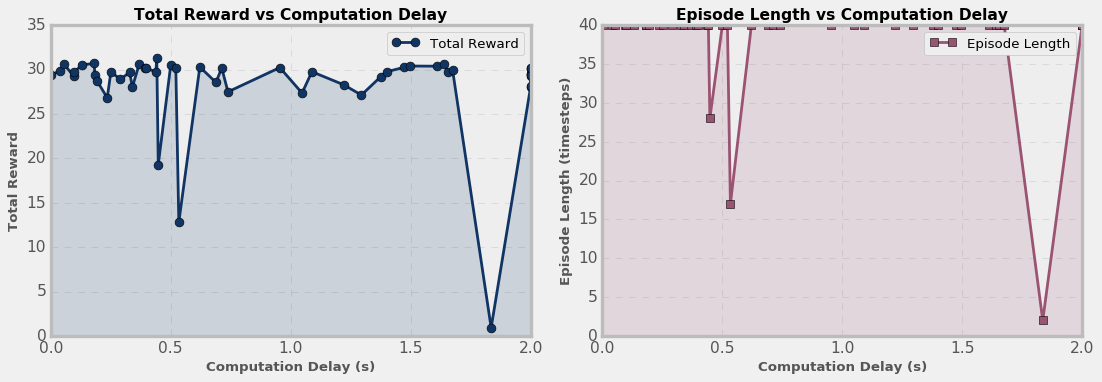 Total Reward vs Computation Delay
35
30
25
20
15
10
5
0
0.0 0.5 1.0 1.5 2.0
Total Reward
Computation Delay (s)
Total Reward
Episode Length vs Computation Delay
40
35
30
25
20
15
10
5
0
0.0 0.5 1.0 1.5 2.0
Episode Length (timesteps)
Computation Delay (s)
Episode Length